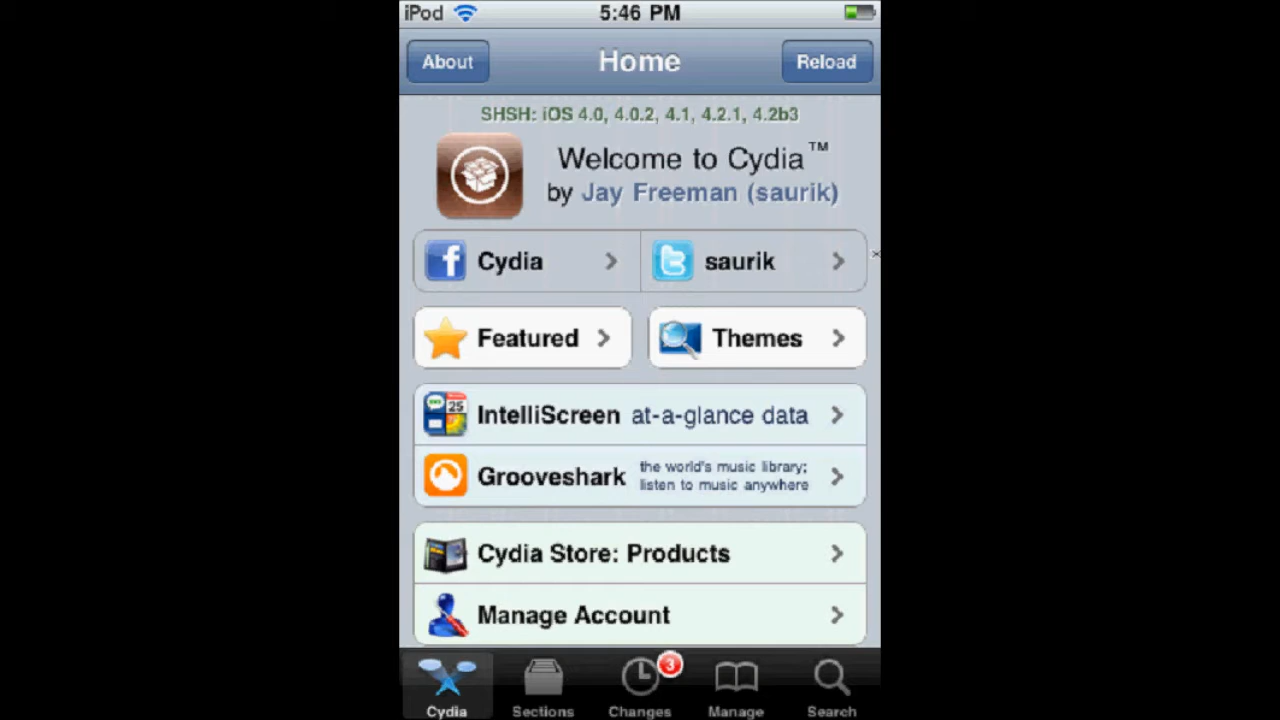 iPod 5:46 PM
About Home Reload
SHSH: iOS 4.0, 4.0.2, 4.1, 4.2.1, 4.2b3
Welcome to Cydia™
by Jay Freeman (saurik)
f Cydia t saurik
Featured Themes
25
IntelliScreen at-a-glance data
Grooveshark the world's music library;
listen to music anywhere
Cydia Store: Products
Manage Account
3
Cydia Sections Changes Manage Search